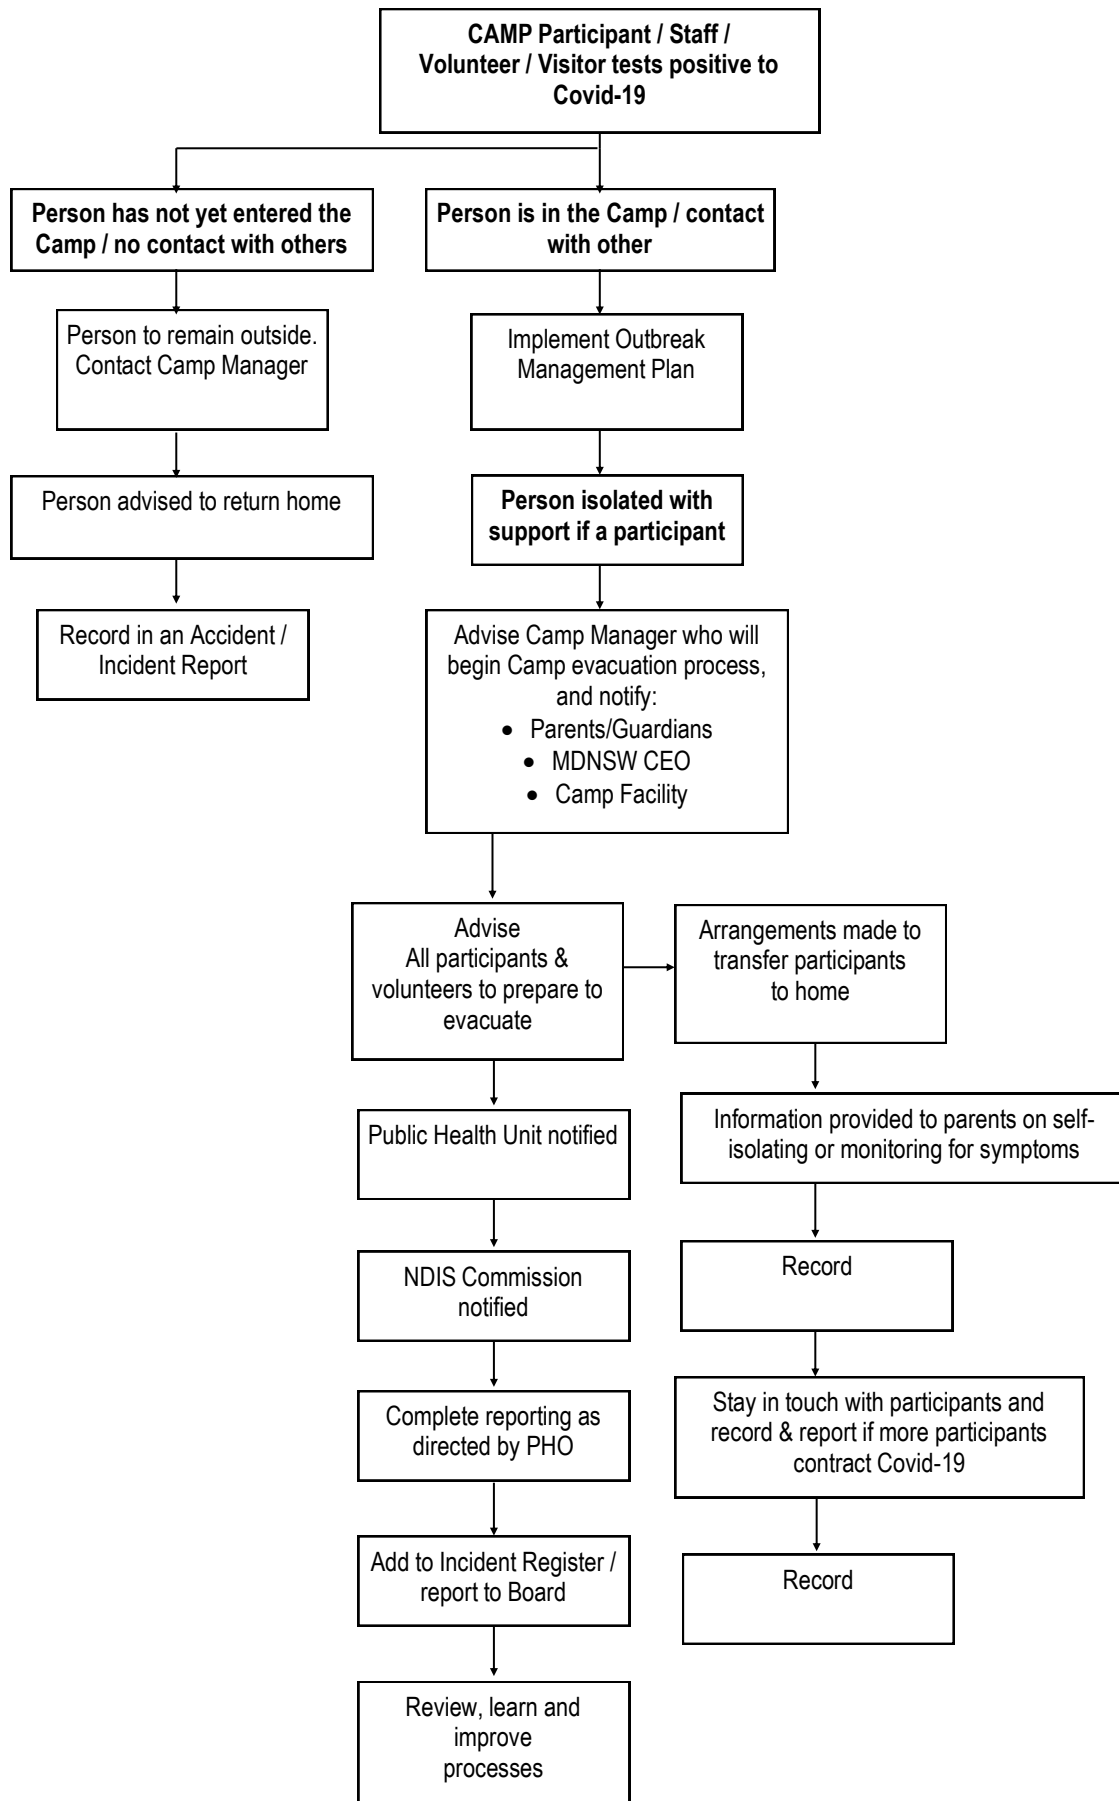 CAMP Participant / Staff /
Volunteer / Visitor tests positive to
Covid-19
Person has not yet entered the
Camp / no contact with others
Person is in the Camp / contact
with other
Person to remain outside.
Contact Camp Manager
Implement Outbreak
Management Plan
Person advised to return home
Person isolated with
support if a participant
Record in an Accident /
Incident Report
Advise Camp Manager who will
begin Camp evacuation process,
and notify:
• Parents/Guardians
• MDNSW CEO
• Camp Facility
Advise
All participants &
volunteers to prepare to
evacuate
Arrangements made to
transfer participants
to home
Public Health Unit notified
Information provided to parents on self-
isolating or monitoring for symptoms
NDIS Commission
notified
Record
Complete reporting as
directed by PHO
Stay in touch with participants and
record & report if more participants
contract Covid-19
Add to Incident Register /
report to Board
Record
Review, learn and
improve
processes